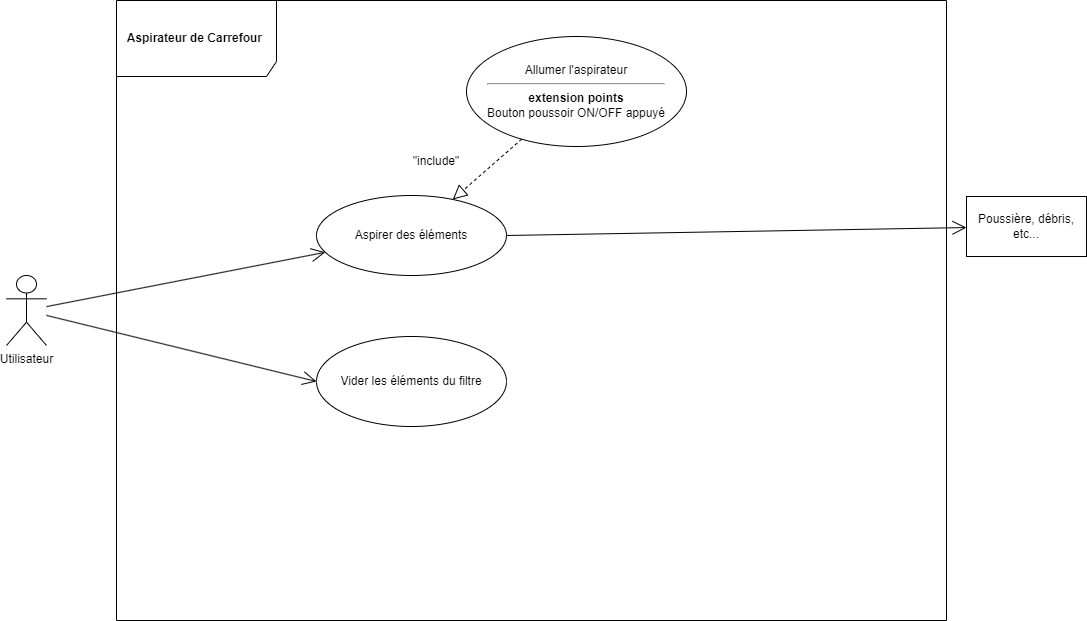 Aspirateur de Carrefour
Allumer l'aspirateur
extension points
Bouton poussoir ON/OFF appuyé
"include"
Aspirer des éléments
Poussière, débris,
etc...
Utilisateur
Vider les éléments du filtre